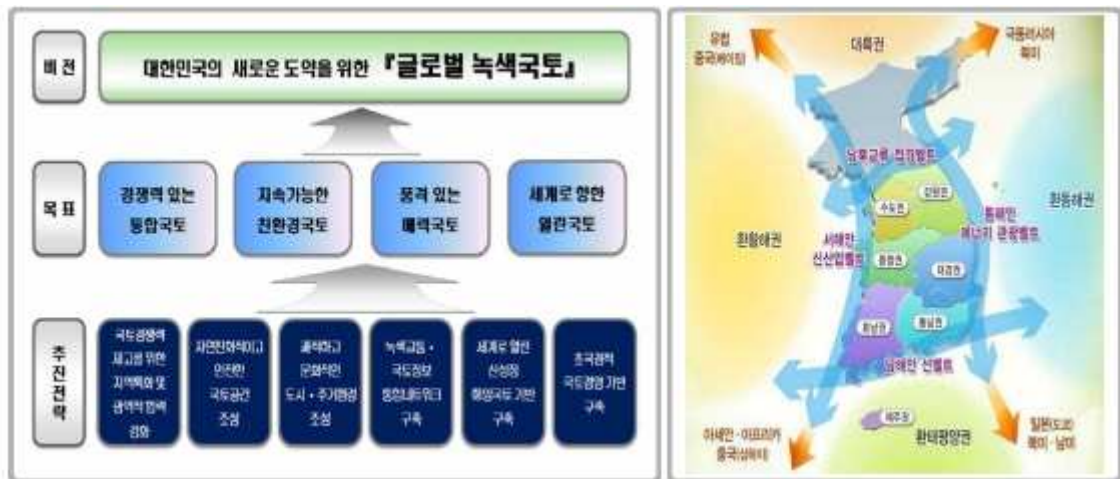 비전
대한민국의 새로운 도약을 위한 『글로벌 녹색국토』
목표
경쟁력 있는
통합국토
지속가능한
친환경국토
품격 있는
매력국토
세계로 향한
열린국토
추진전략
국토경쟁력
제고를 위한
지역특화 및
광역적 협력
강화
자연친화적이고
안전한
국토공간
조성
쾌적하고
문화적인
도시·주거환경
조성
녹색교통·
국토정보
통합네트워크
구축
세계로 열린
신성장
해양국토 기반
구축
초국경적
국토경영 기반
구축
유럽
중국(베이징)
대륙권
극동러시아
북미
남북교류 접경벨트
수도권
강원권
동해안
에너지 관광벨트
환동해권
환황해권
서해안
신산업벨트
충청권
대경권
호남권
동남권
남해안 선벨트
제주권
아세안·아프리카
중국(상하이)
환태평양권
일본(도쿄)
북미·남미